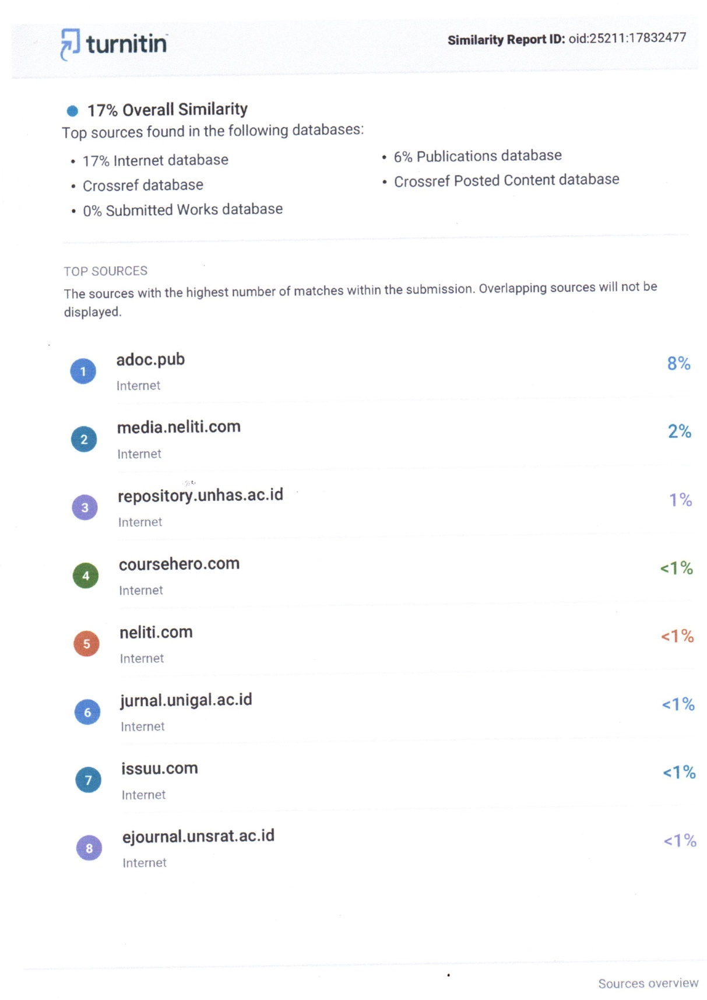 turnitin
Similarity Report ID: oid:25211:17832477
17% Overall Similarity
Top sources found in the following databases:
• 17% Internet database
• 6% Publications database
• Crossref database
• Crossref Posted Content database
• 0% Submitted Works database
TOP SOURCES
The sources with the highest number of matches within the submission. Overlapping sources will not be
displayed.
1 adoc.pub 8%
Internet
2 media.neliti.com 2%
Internet
3 repository.unhas.ac.id 1%
Internet
4 coursehero.com <1%
Internet
5 neliti.com <1%
Internet
6 jurnal.unigal.ac.id <1%
Internet
7 issuu.com <1%
Internet
8 ejournal.unsrat.ac.id <1%
Internet
Sources overview